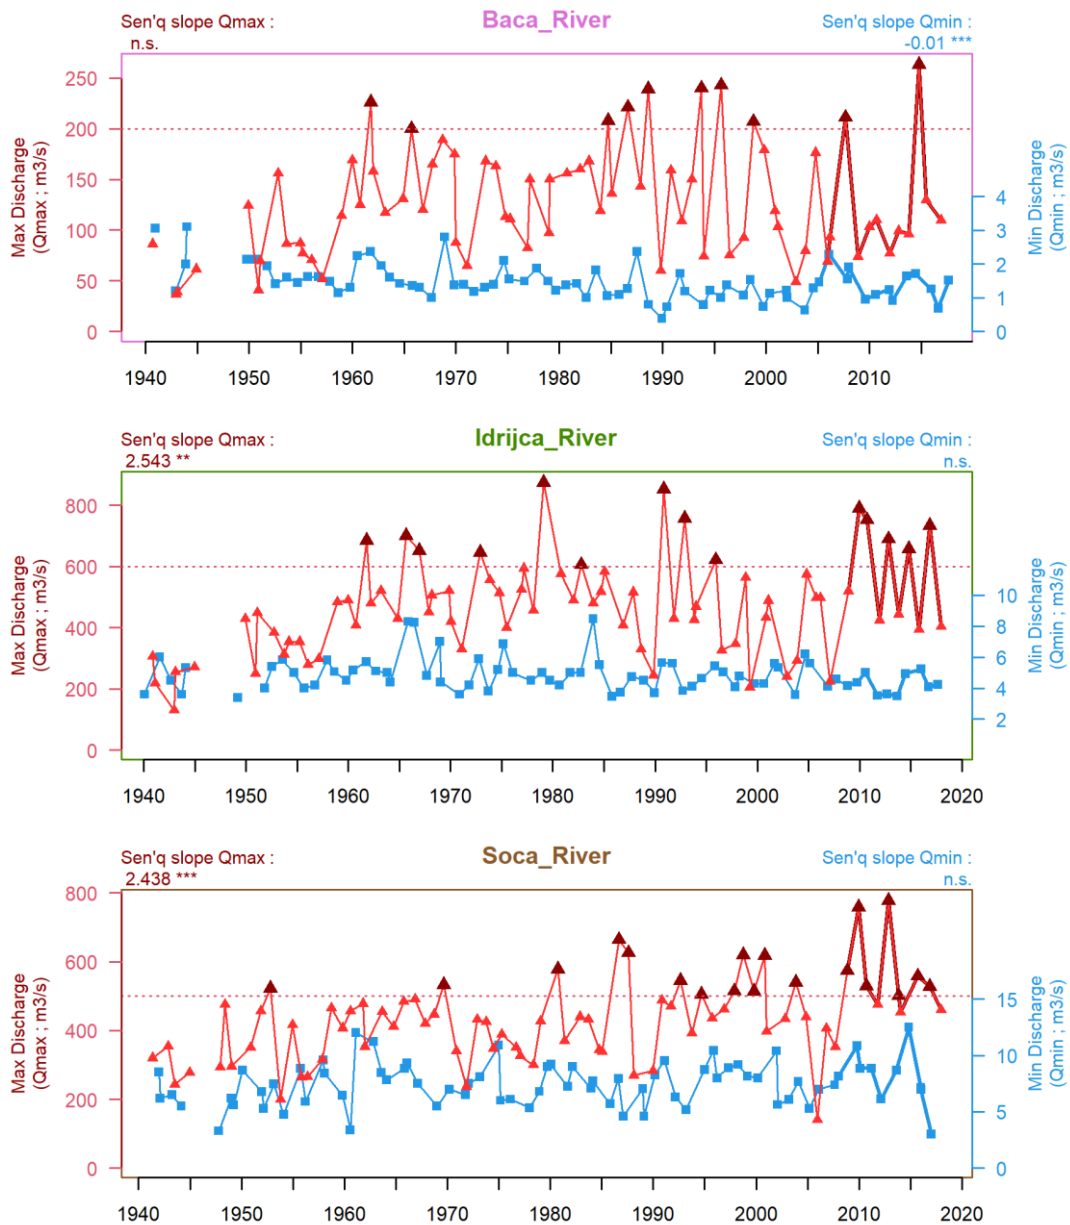 Sen'q slope Qmax :
Baca_River
Sen'q slope Qmin :
n.s.
-0.01 ***
Max Discharge
(Qmax ; m3/s)
250
200
150
100
50
0
Min Discharge
(Qmin ; m3/s)
4
3
2
1
0
1940 1950 1960 1970 1980 1990 2000 2010
Sen'q slope Qmax :
Idrijca_River
Sen'q slope Qmin :
2.543 **
n.s.
Max Discharge
(Qmax ; m3/s)
800
600
400
200
0
Min Discharge
(Qmin ; m3/s)
10
8
6
4
2
1940 1950 1960 1970 1980 1990 2000 2010 2020
Sen'q slope Qmax :
Soca_River
Sen'q slope Qmin :
2.438 ***
n.s.
Max Discharge
(Qmax ; m3/s)
800
600
400
200
0
Min Discharge
(Qmin ; m3/s)
15
10
5
0
1940 1950 1960 1970 1980 1990 2000 2010 2020